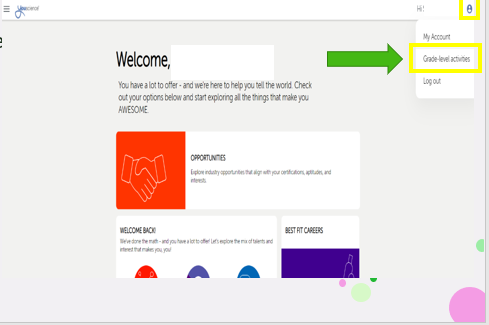 Hi !
My Account
Grade-level activities
Log out
Welcome,
You have a lot to offer - and we're here to help you tell the world. Check
out your options below and start exploring all the things that make you
AWESOME.
OPPORTUNITIES
Explore industry opportunities that align with your certifications, aptitudes, and
interests.
WELCOME BACK!
We've done the math - and you have a lot to offer! Let's explore the mix of talents and
interest that makes you, you!
BEST FIT CAREERS